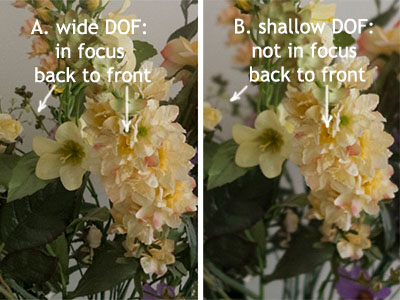 A. wide DOF:
in focus
back to front
B. shallow DOF:
not in focus
back to front